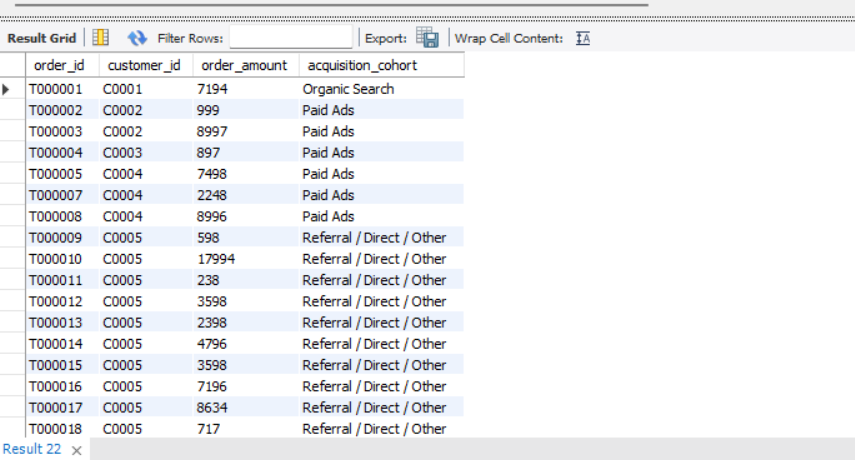 Result Grid Filter Rows: Export: Wrap Cell Content: IA
order_id customer_id order_amount acquisition_cohort
T000001 C0001 7194 Organic Search
T000002 C0002 999 Paid Ads
T000003 C0002 8997 Paid Ads
T000004 C0003 897 Paid Ads
T000005 C0004 7498 Paid Ads
T000007 C0004 2248 Paid Ads
T000008 C0004 8996 Paid Ads
T000009 C0005 598 Referral / Direct / Other
T000010 C0005 17994 Referral / Direct / Other
T000011 C0005 238 Referral / Direct / Other
T000012 C0005 3598 Referral / Direct / Other
T000013 C0005 2398 Referral / Direct / Other
T000014 C0005 4796 Referral / Direct / Other
T000015 C0005 3598 Referral / Direct / Other
T000016 C0005 7196 Referral / Direct / Other
T000017 C0005 8634 Referral / Direct / Other
T000018 C0005 717 Referral / Direct / Other
Result 22 ×